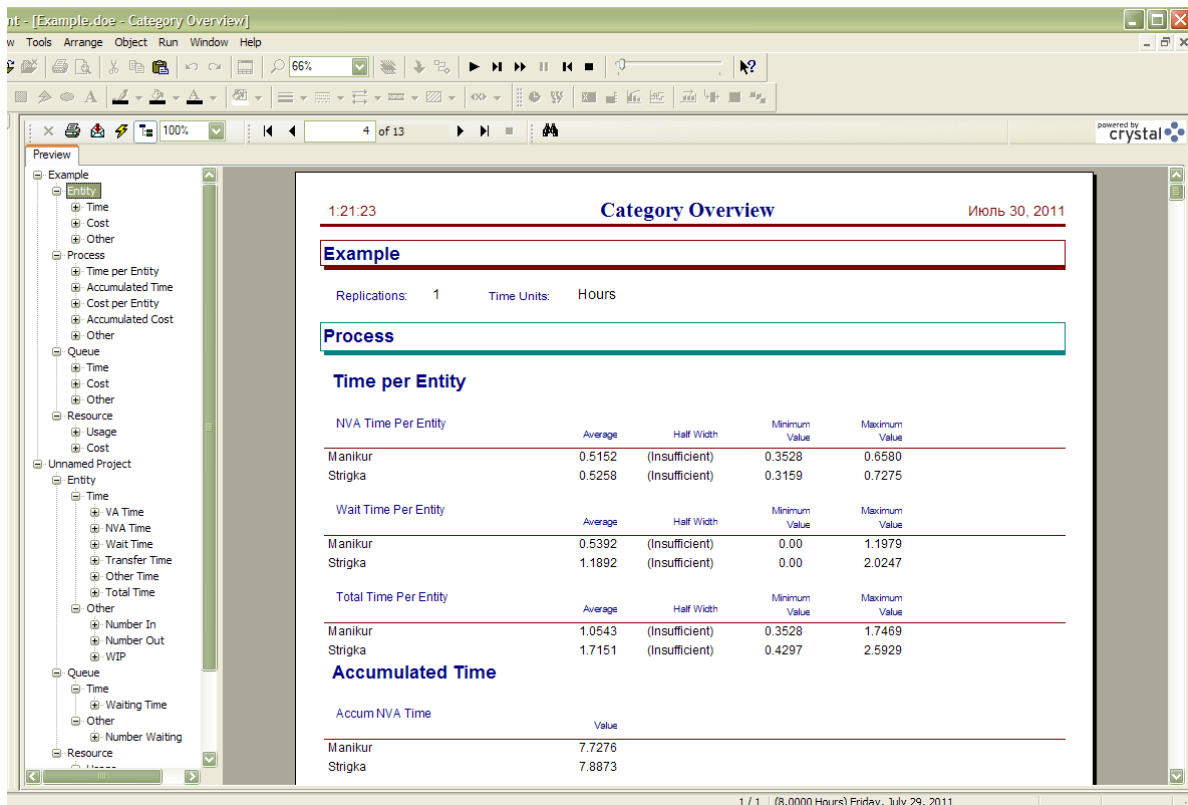 nt - [Example.doe - Category Overview]
w Tools Arrange Object Run Window Help
66%
100%
4 of 13
powered by
crystal
Preview
Example
Entity
Time
Cost
Other
Process
Time per Entity
Accumulated Time
Cost per Entity
Accumulated Cost
Other
Queue
Time
Cost
Other
Resource
Usage
Cost
Unnamed Project
Entity
Time
VA Time
NVA Time
Wait Time
Transfer Time
Other Time
Total Time
Other
Number In
Number Out
WIP
Queue
Time
Waiting Time
Other
Number Waiting
Resource
1:21:23 Category Overview Июль 30, 2011
Example
Replications: 1 Time Units: Hours
Process
Time per Entity
NVA Time Per Entity Average Half Width Minimum Value Maximum Value
Manikur 0.5152 (Insufficient) 0.3528 0.6580
Strigka 0.5258 (Insufficient) 0.3159 0.7275
Wait Time Per Entity Average Half Width Minimum Value Maximum Value
Manikur 0.5392 (Insufficient) 0.00 1.1979
Strigka 1.1892 (Insufficient) 0.00 2.0247
Total Time Per Entity Average Half Width Minimum Value Maximum Value
Manikur 1.0543 (Insufficient) 0.3528 1.7469
Strigka 1.7151 (Insufficient) 0.4297 2.5929
Accumulated Time
Accum NVA Time Value
Manikur 7.7276
Strigka 7.8873
1 / 1 (8.0000 Hours) Friday, July 29, 2011